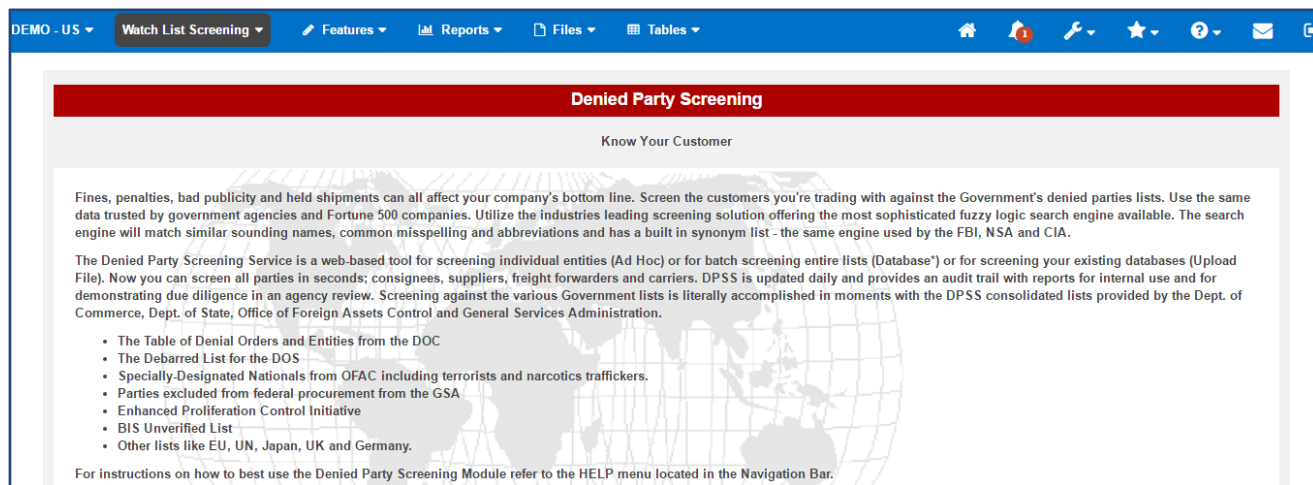 DEMO - US Watch List Screening Features Reports Files Tables 1
Denied Party Screening
Know Your Customer
Fines, penalties, bad publicity and held shipments can all affect your company's bottom line. Screen the customers you're trading with against the Government's denied parties lists. Use the same
data trusted by government agencies and Fortune 500 companies. Utilize the industries leading screening solution offering the most sophisticated fuzzy logic search engine available. The search
engine will match similar sounding names, common misspelling and abbreviations and has a built in synonym list - the same engine used by the FBI, NSA and CIA.
The Denied Party Screening Service is a web-based tool for screening individual entities (Ad Hoc) or for batch screening entire lists (Database*) or for screening your existing databases (Upload
File). Now you can screen all parties in seconds; consignees, suppliers, freight forwarders and carriers. DPSS is updated daily and provides an audit trail with reports for internal use and for
demonstrating due diligence in an agency review. Screening against the various Government lists is literally accomplished in moments with the DPSS consolidated lists provided by the Dept. of
Commerce, Dept. of State, Office of Foreign Assets Control and General Services Administration.
• The Table of Denial Orders and Entities from the DOC
• The Debarred List for the DOS
• Specially-Designated Nationals from OFAC including terrorists and narcotics traffickers.
• Parties excluded from federal procurement from the GSA
• Enhanced Proliferation Control Initiative
• BIS Unverified List
• Other lists like EU, UN, Japan, UK and Germany.
For instructions on how to best use the Denied Party Screening Module refer to the HELP menu located in the Navigation Bar.